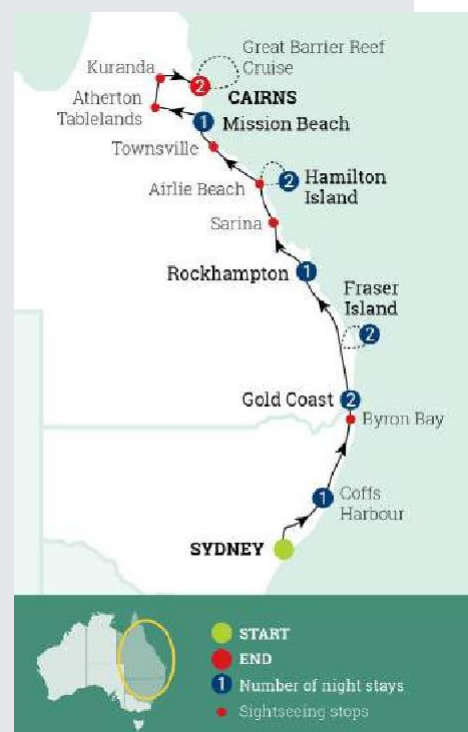 Great Barrier Reef
Cruise
Kuranda
2
CAIRNS
Atherton
Tablelands
1
Mission Beach
Townsville
Airlie Beach
2
Hamilton
Island
Sarina
Rockhampton
1
Fraser
Island
2
Gold Coast
2
Byron Bay
1
Coffs
Harbour
SYDNEY
START
END
1 Number of night stays
Sightseeing stops